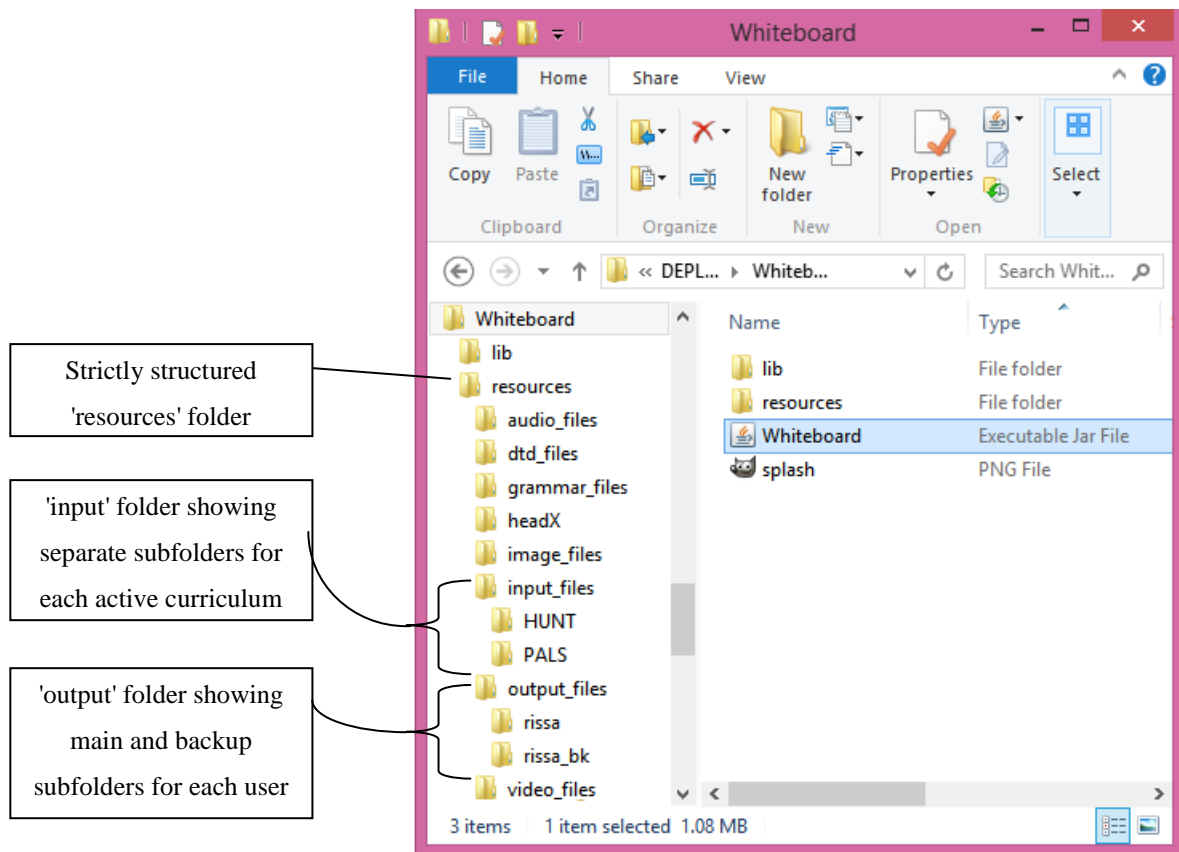 Whiteboard
File Home Share View
Copy
Paste
W...
New
folder
Properties
Select
Clipboard
Organize
New
Open
« DEPL... Whiteb...
Search Whit...
Strictly structured
'resources' folder
'input' folder showing
separate subfolders for
each active curriculum
'output' folder showing
main and backup
subfolders for each user
Whiteboard
lib
resources
audio_files
dtd_files
grammar_files
headX
image_files
input_files
HUNT
PALS
output_files
rissa
rissa_bk
video_files
Name Type
lib File folder
resources File folder
Whiteboard Executable Jar File
splash PNG File
3 items 1 item selected 1.08 MB